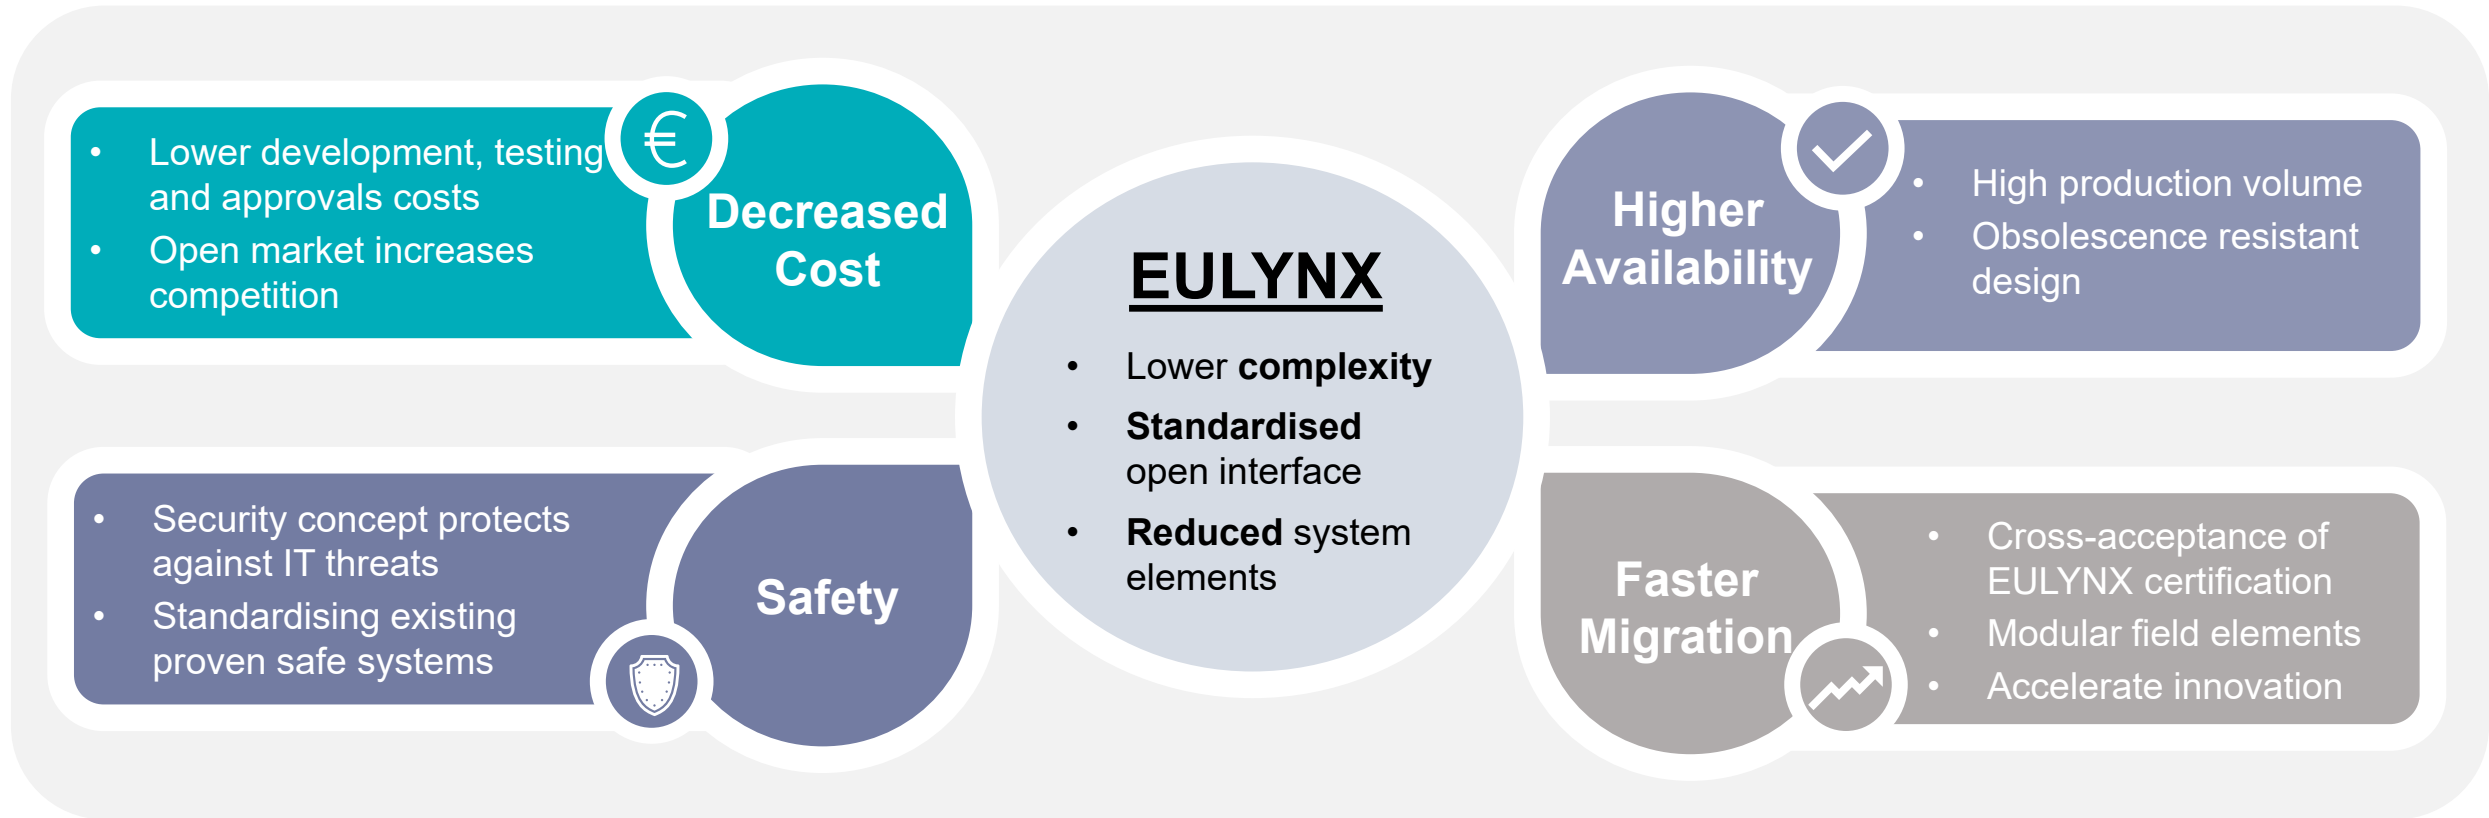 • Lower development, testing
and approvals costs
• Open market increases
competition
€
Decreased
Cost
• Security concept protects
against IT threats
• Standardising existing
proven safe systems
Safety
EULYNX
• Lower complexity
• Standardised
open interface
• Reduced system
elements
Higher
Availability
• High production volume
• Obsolescence resistant
design
Faster
Migration
• Cross-acceptance of
EULYNX certification
• Modular field elements
• Accelerate innovation